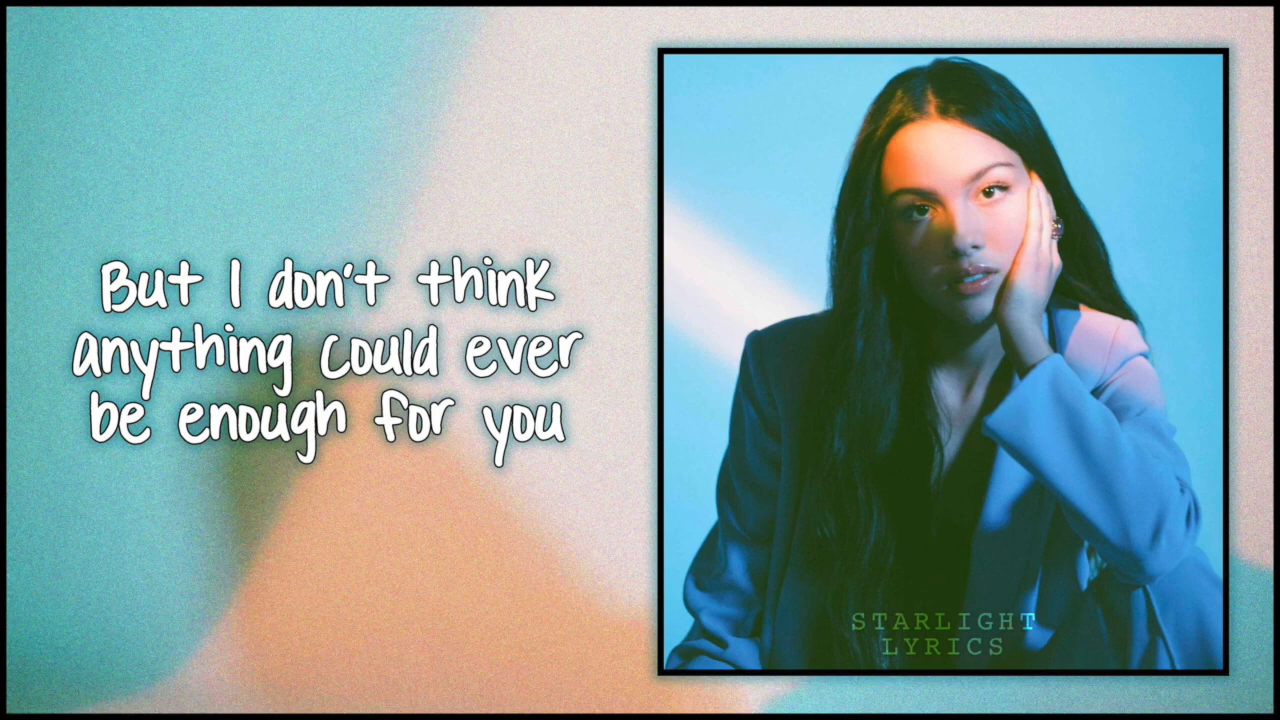 But I don't think
anything could ever
be enough for you
STARLIGHT
LYRICS